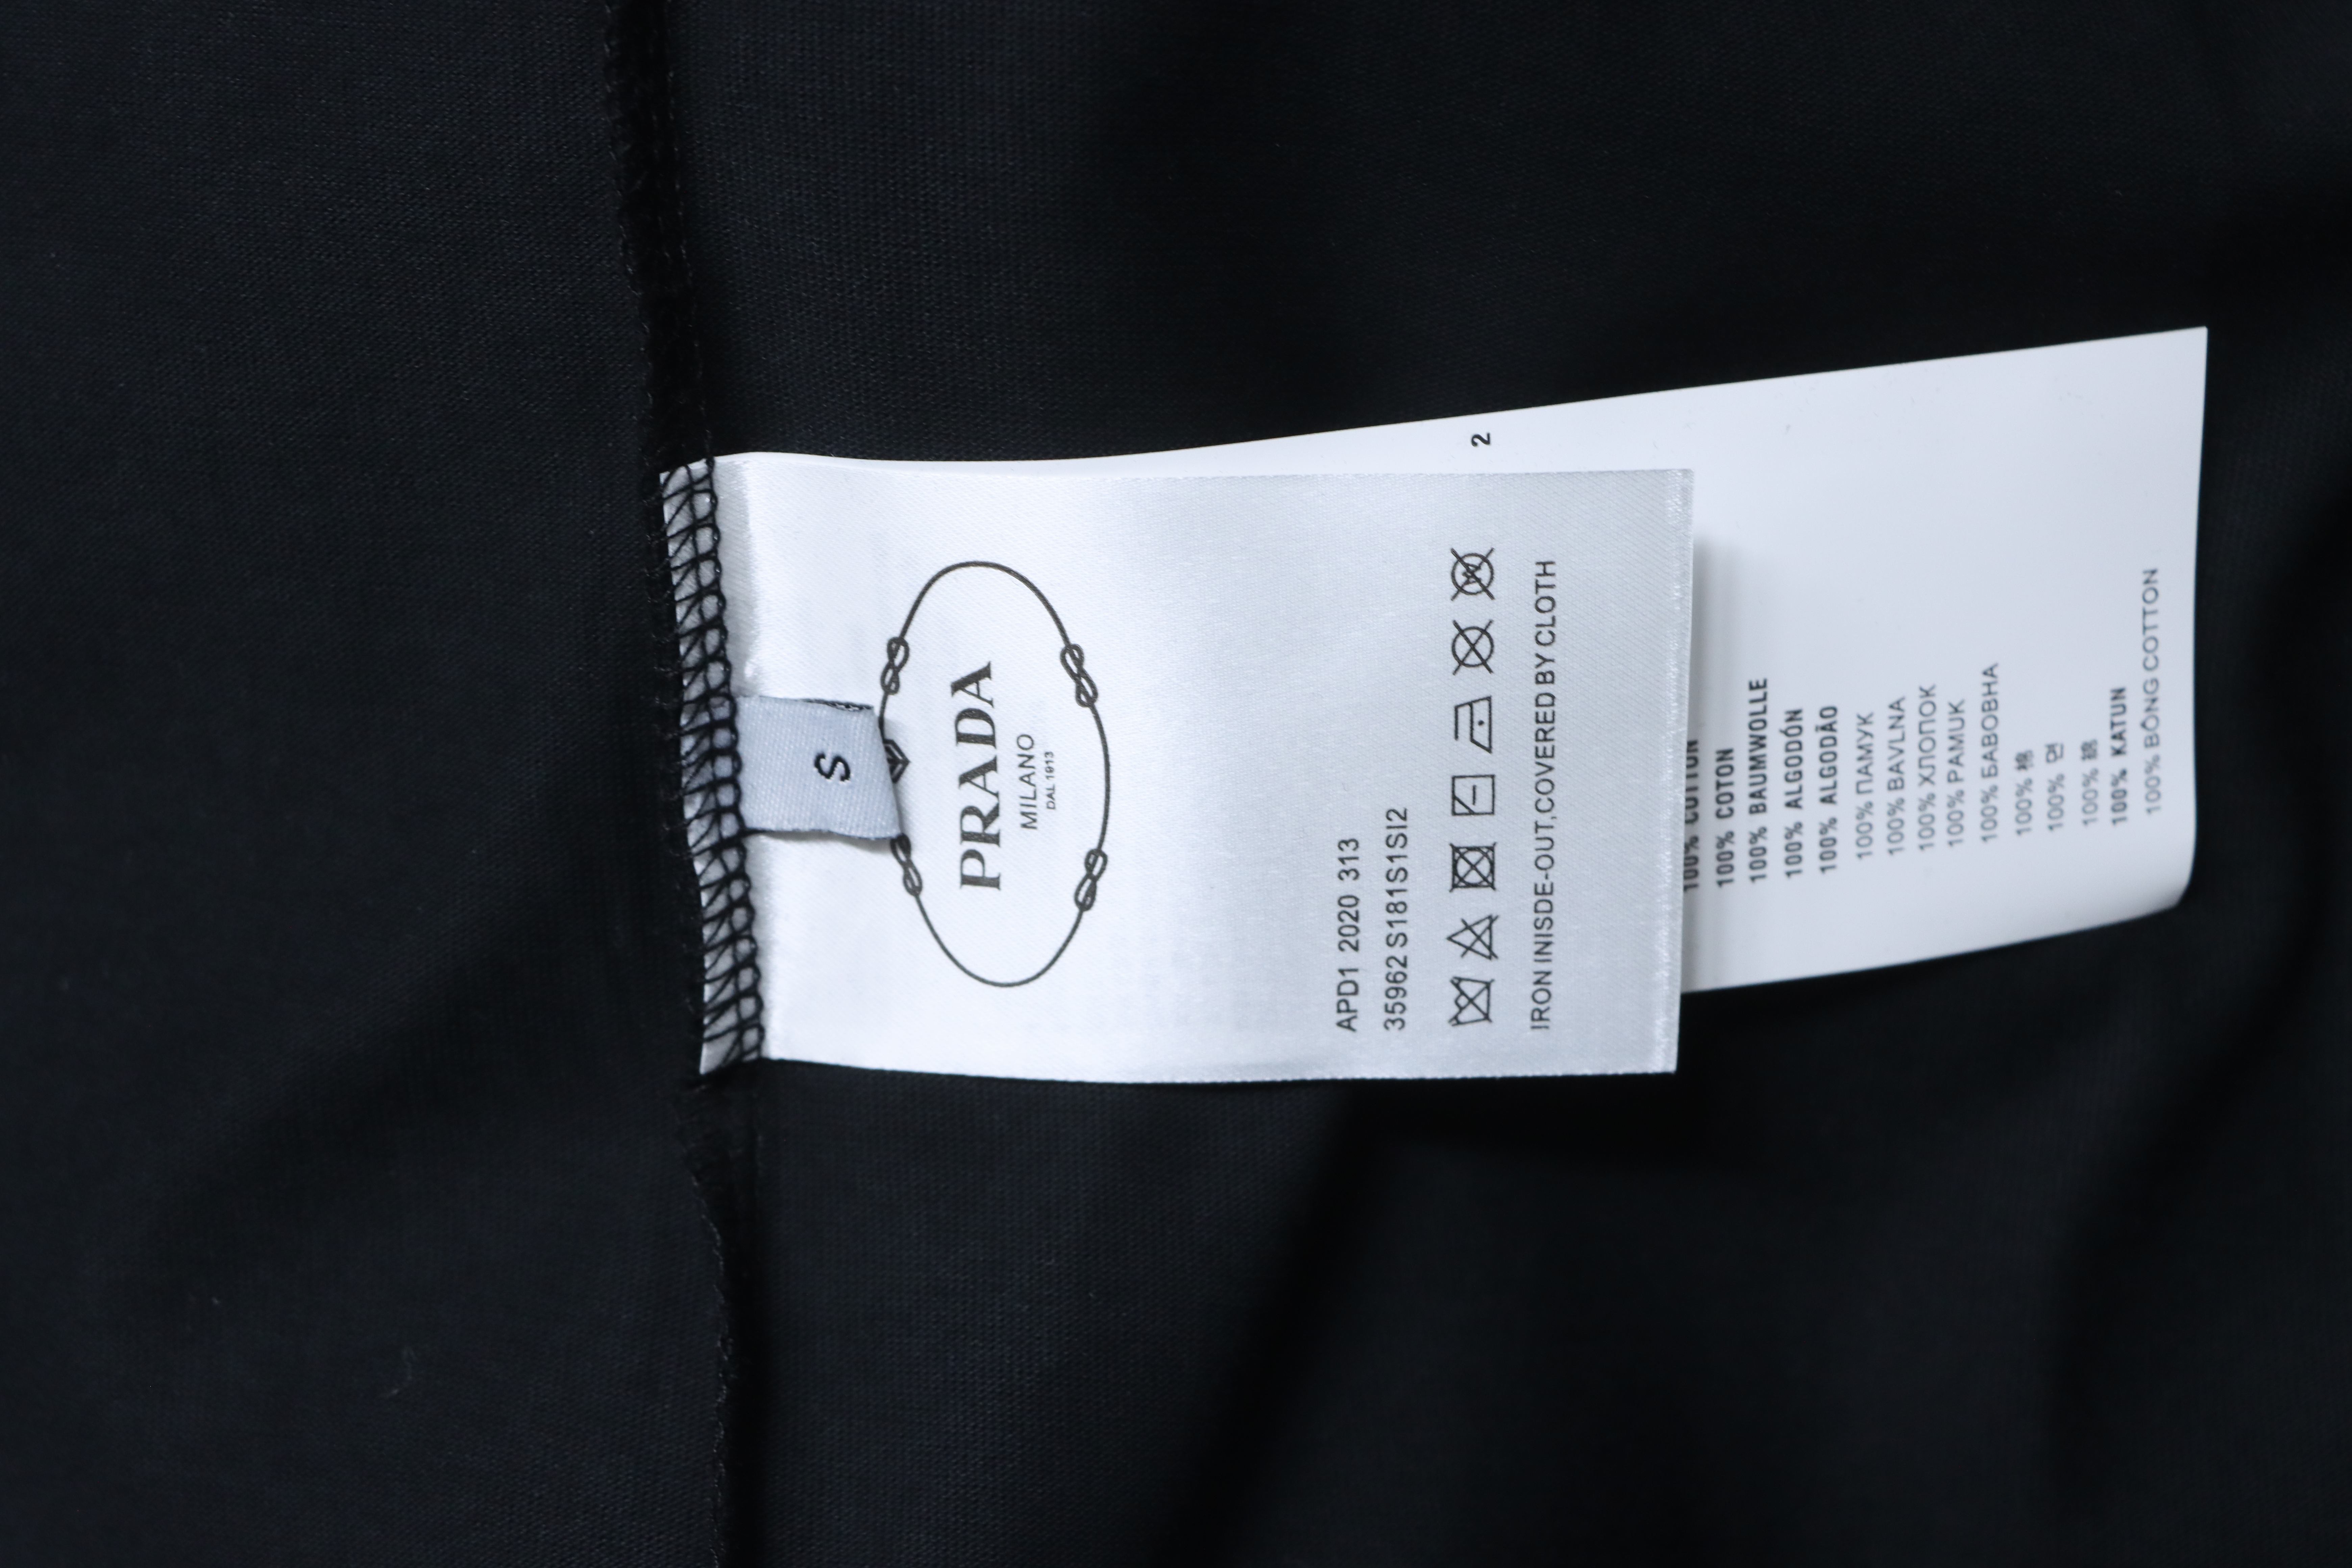 S
PRADA
MILANO
DAL 1913
APD1 2020 313
35962 S181S1SI2
IRON INISDE-OUT,COVERED BY CLOTH
2
100% COTTON
100% COTON
100% BAUMWOLLE
100% ALGODÓN
100% ALGODÃO
100% ПАМУК
100% BAVLNA
100% ХЛОПОК
100% PAMUK
100% БАВОВНА
100% 棉
100% 면
100% 綿
100% KATUN
100% BÔNG COTTON